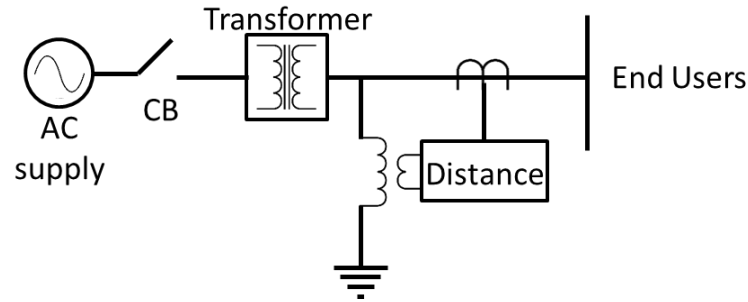 Transformer
End Users
CB
AC
supply
Distance